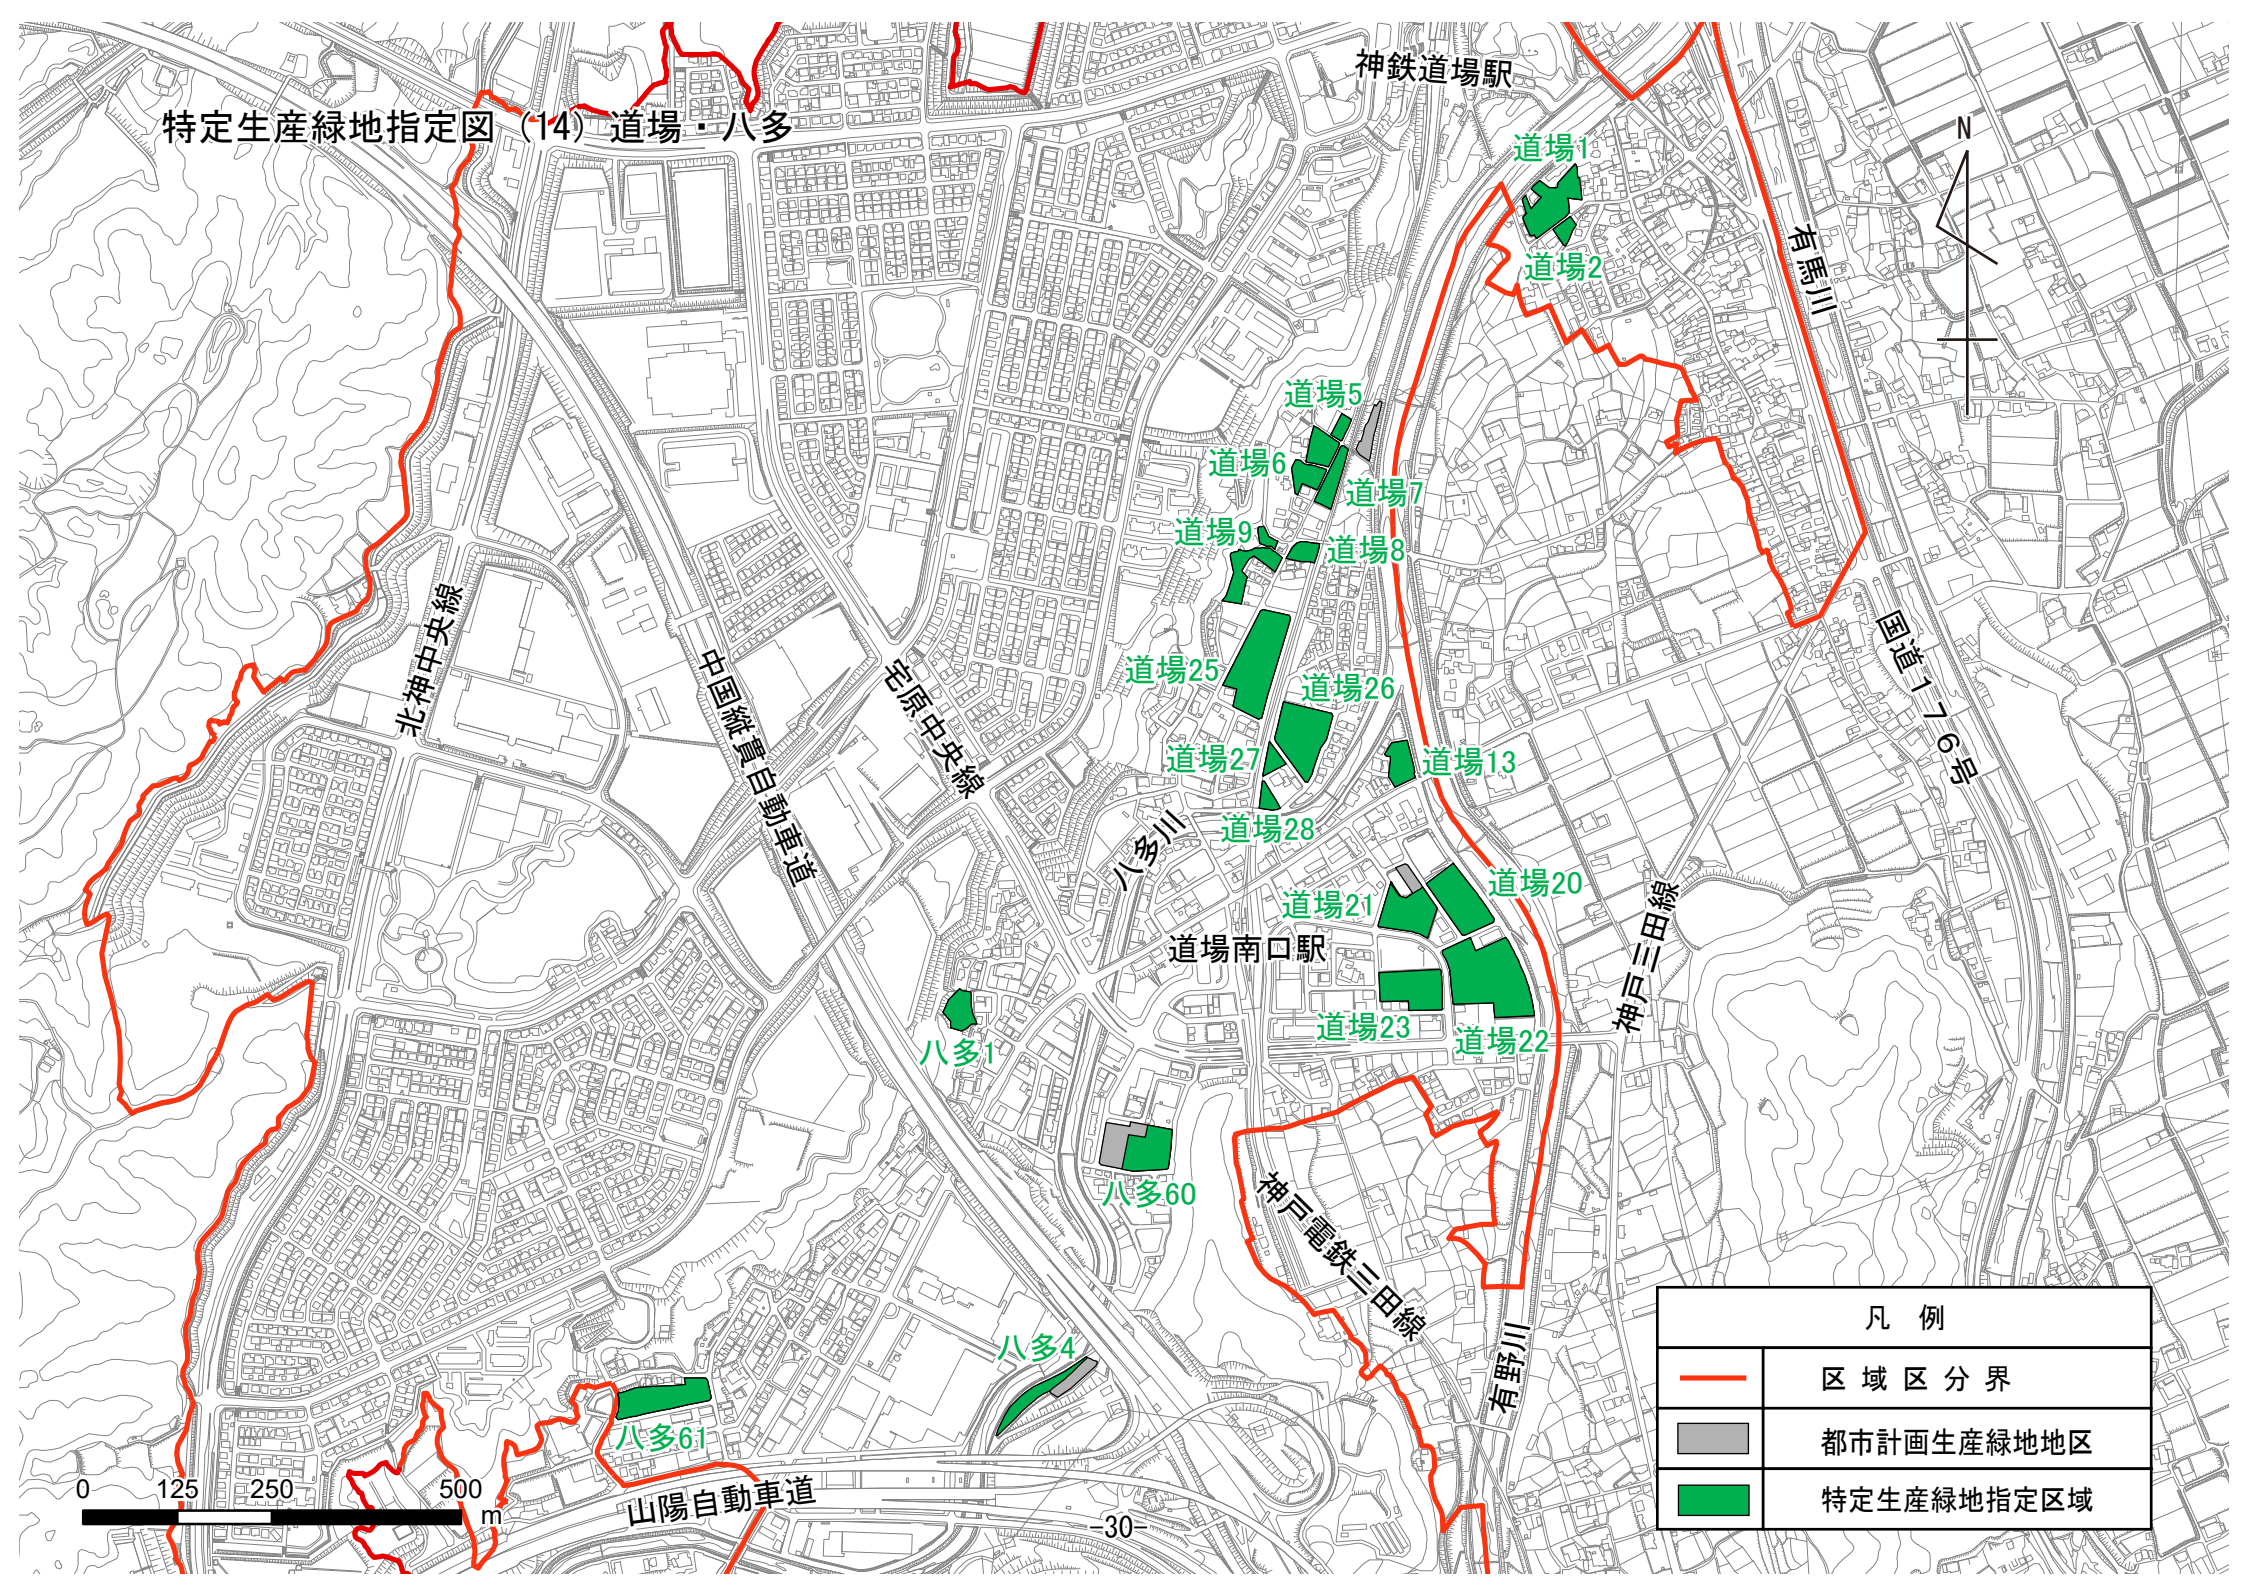 神鉄道場駅
特定生産緑地指定図（14）道場・八多
N
道場1
有馬川
道場2
道場5
道場6
道場7
道場9
道場8
北神中央線
国道176号
中国縦貫自動車道
宅原中央線
道場25
道場26
道場27
道場13
道場28
八多川
道場20
道場21
道場南口駅
神戸三田線
道場23
道場22
八多1
八多60
神戸電鉄三田線
八多4
有野川
八多61
山陽自動車道
0 125 250 500
m
-30-
凡 例
区 域 区 分 界
都市計画生産緑地地区
特定生産緑地指定区域